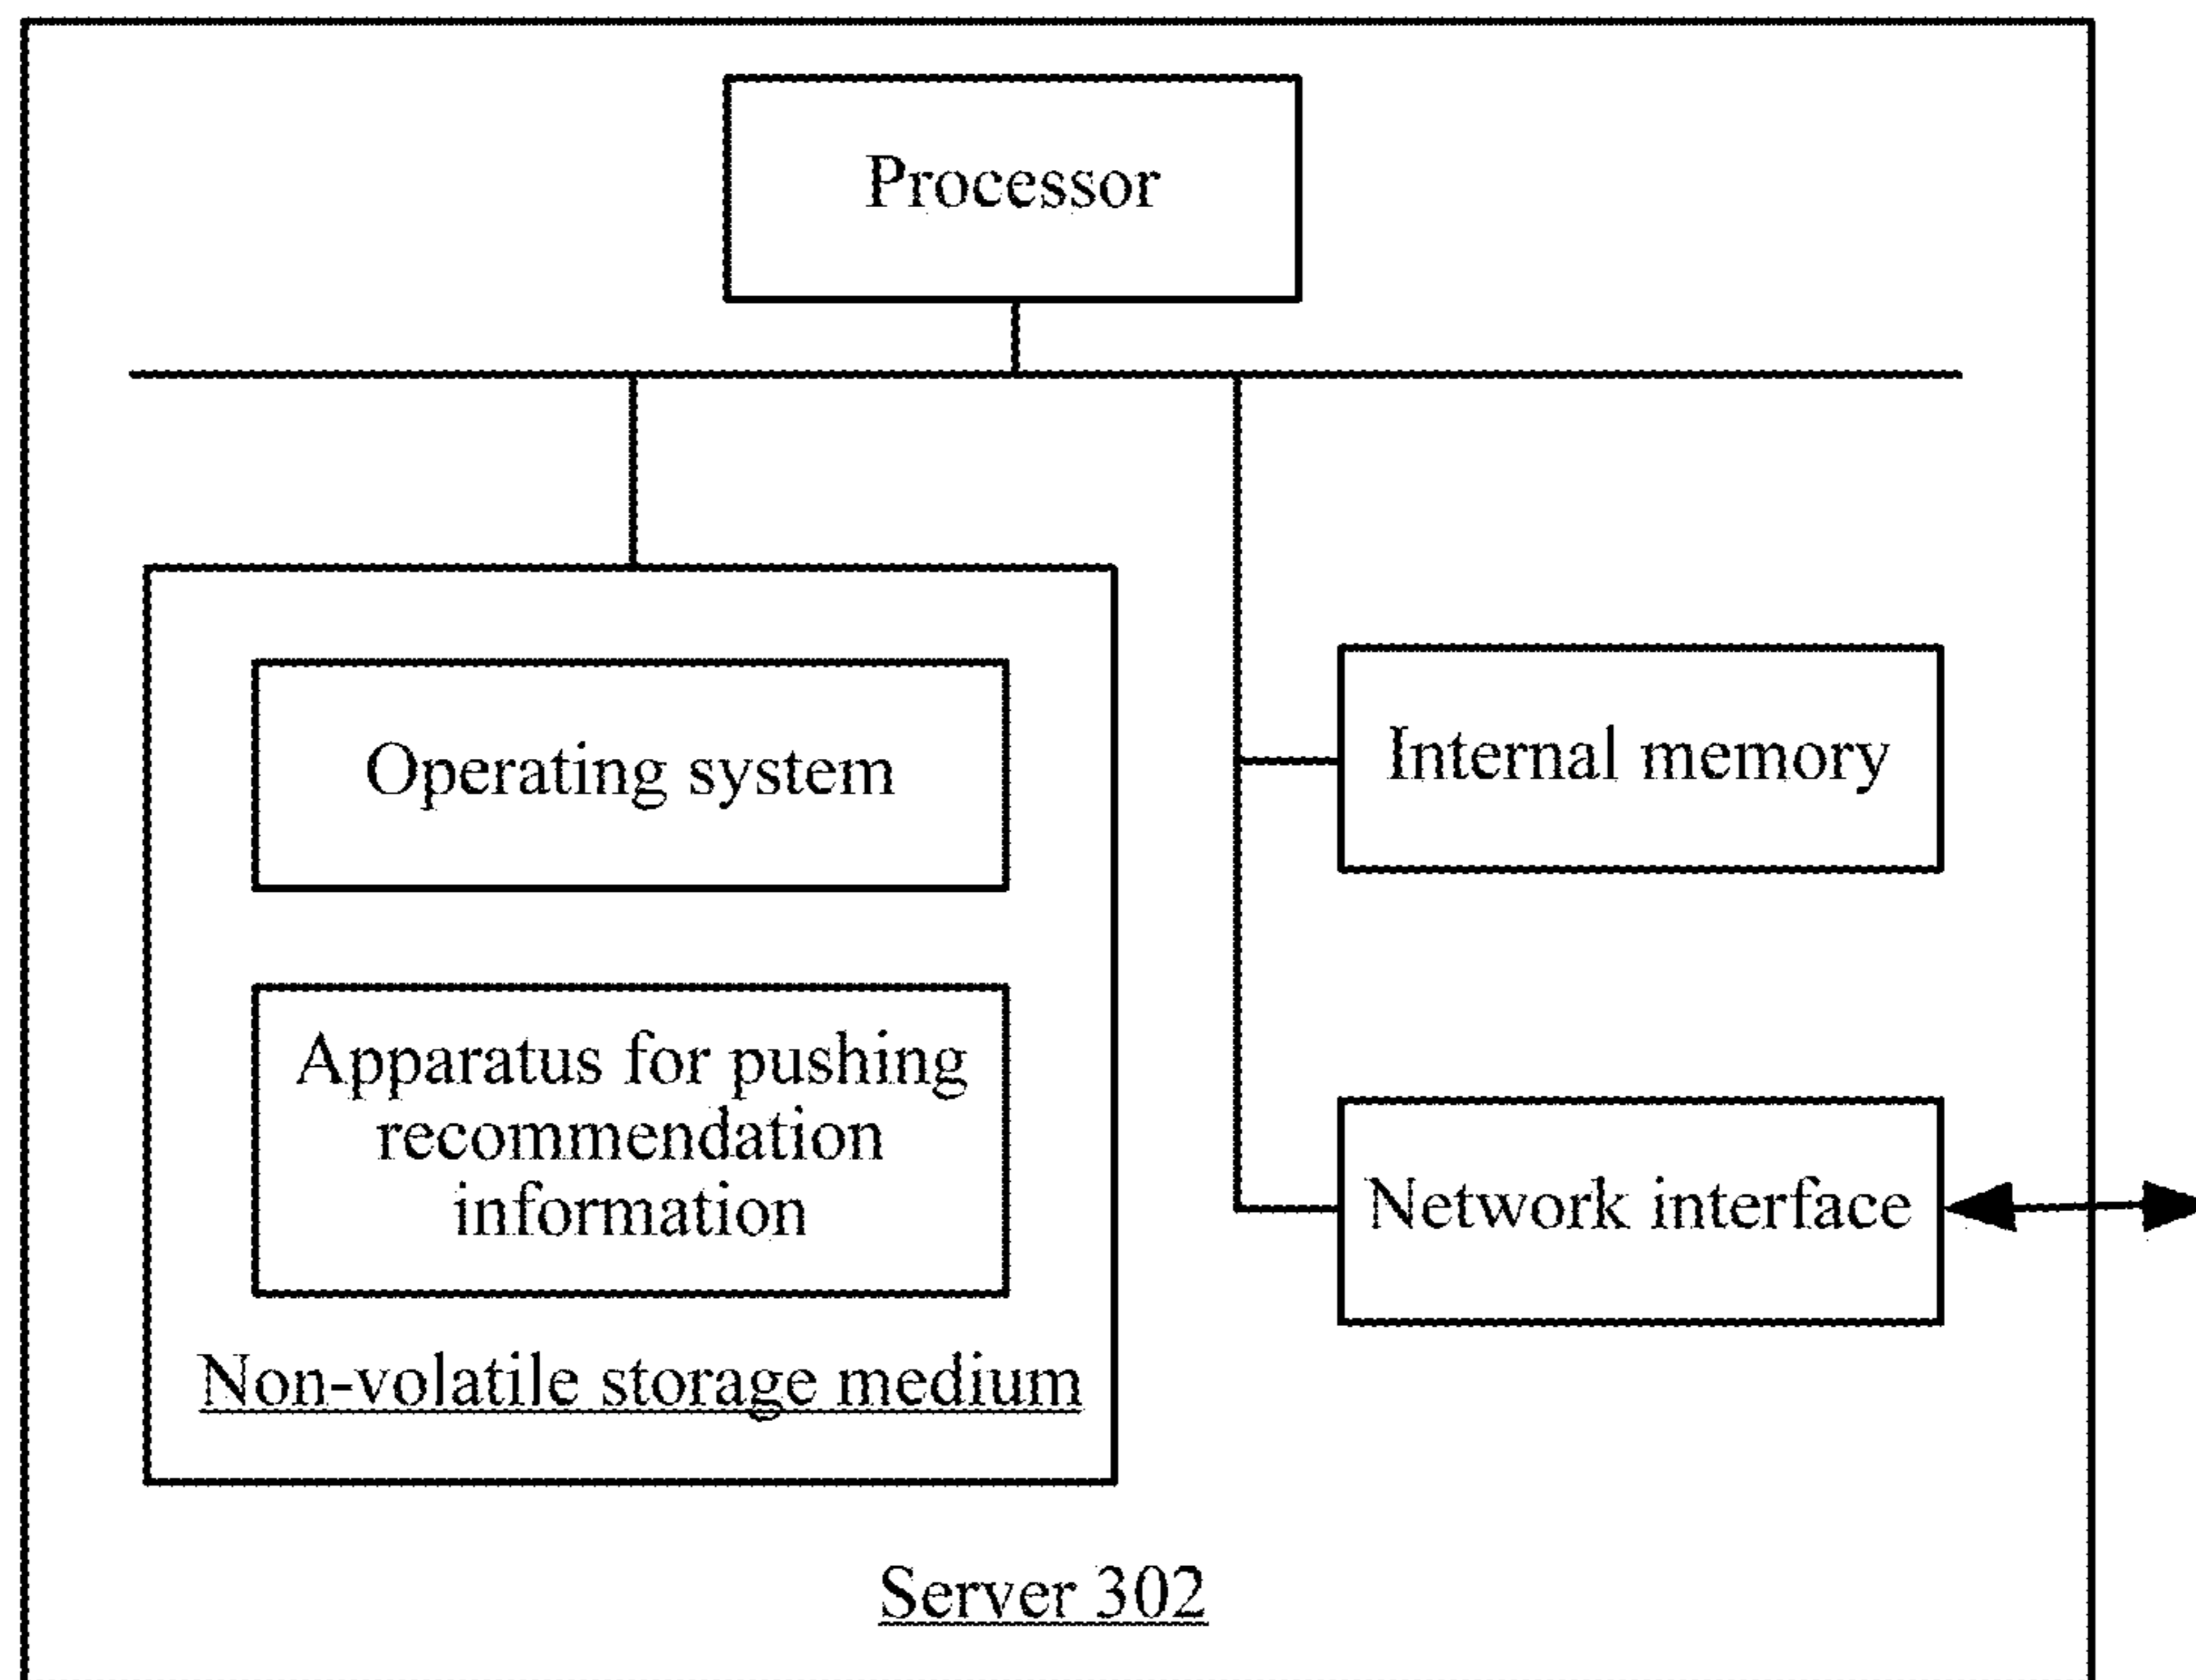 Processor
Operating system
Internal memory
Apparatus for pushing
recommendation
information
Network interface
Non-volatile storage medium
Server 302